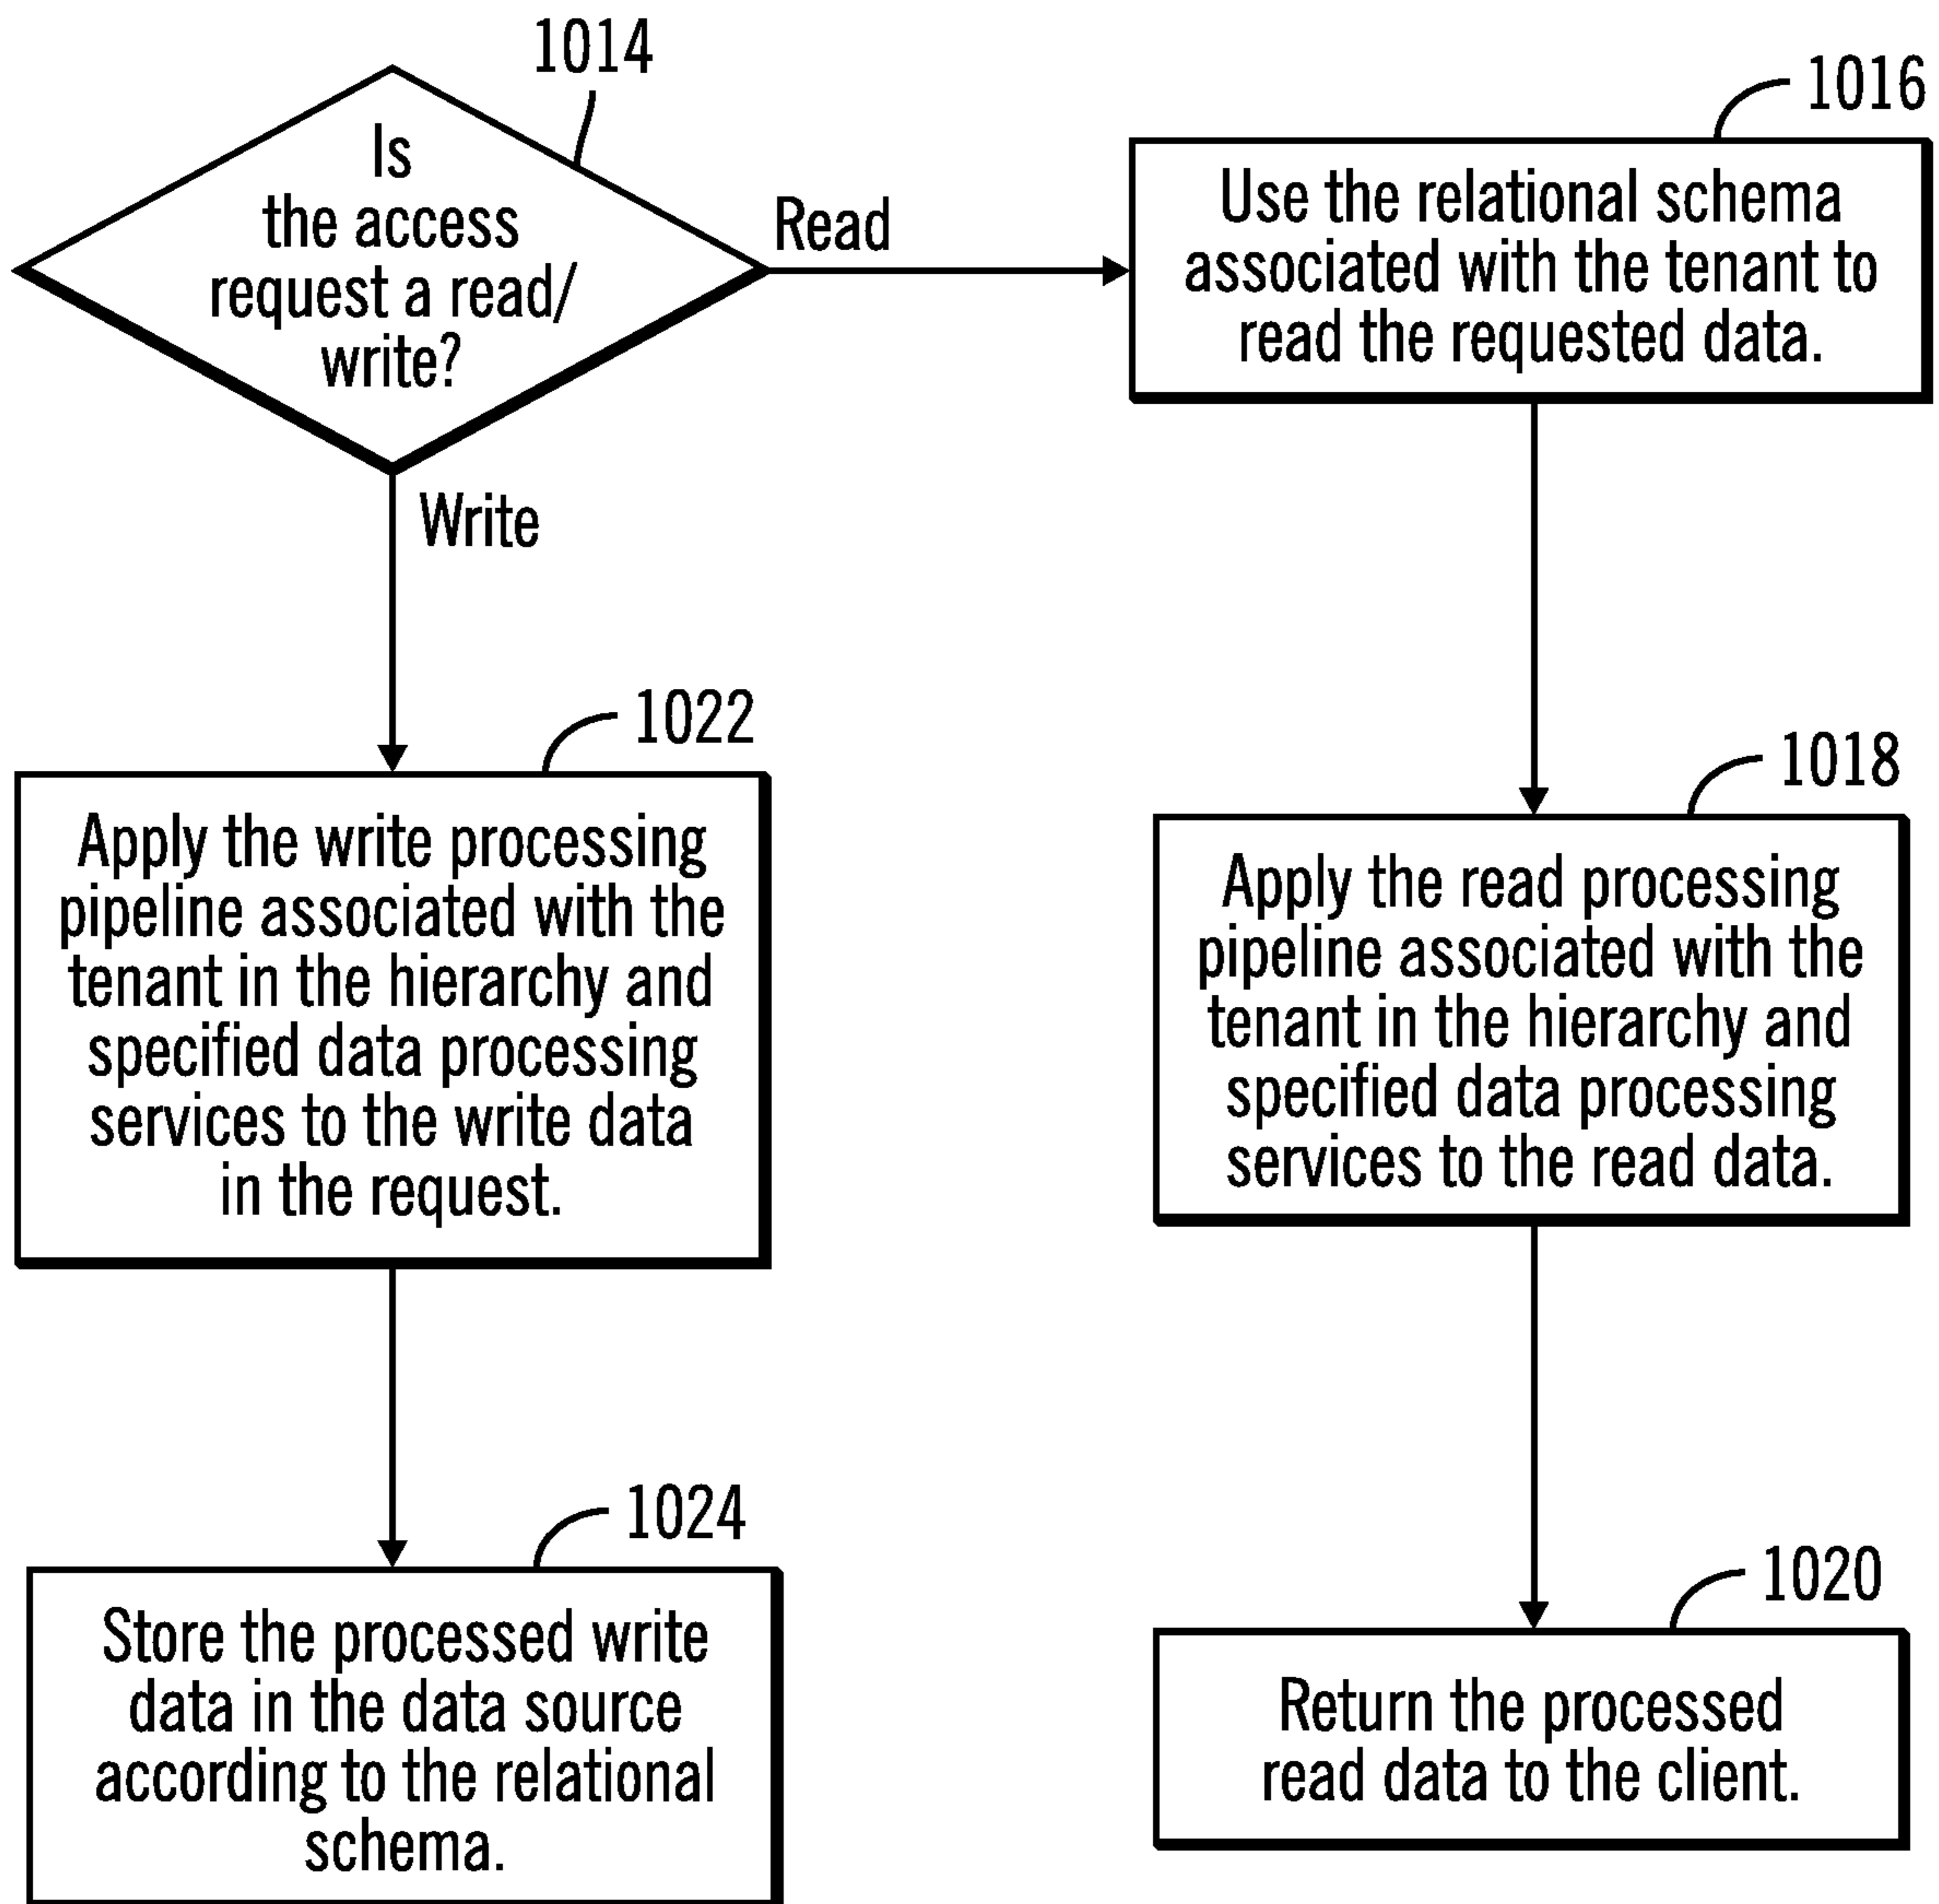 1014
Is
the access
request a read/
write?
Read
Write
1016
Use the relational schema
associated with the tenant to
read the requested data.
1022
Apply the write processing
pipeline associated with the
tenant in the hierarchy and
specified data processing
services to the write data
in the request.
1018
Apply the read processing
pipeline associated with the
tenant in the hierarchy and
specified data processing
services to the read data.
1024
Store the processed write
data in the data source
according to the relational
schema.
1020
Return the processed
read data to the client.